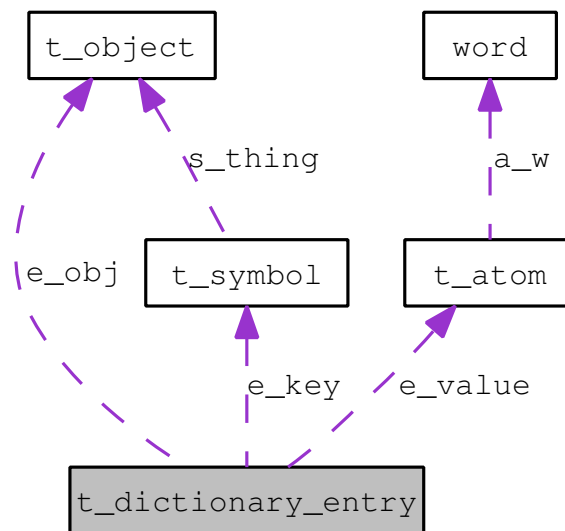 t_object
word
s_thing
a_w
e_obj
t_symbol
t_atom
e_key
e_value
t_dictionary_entry